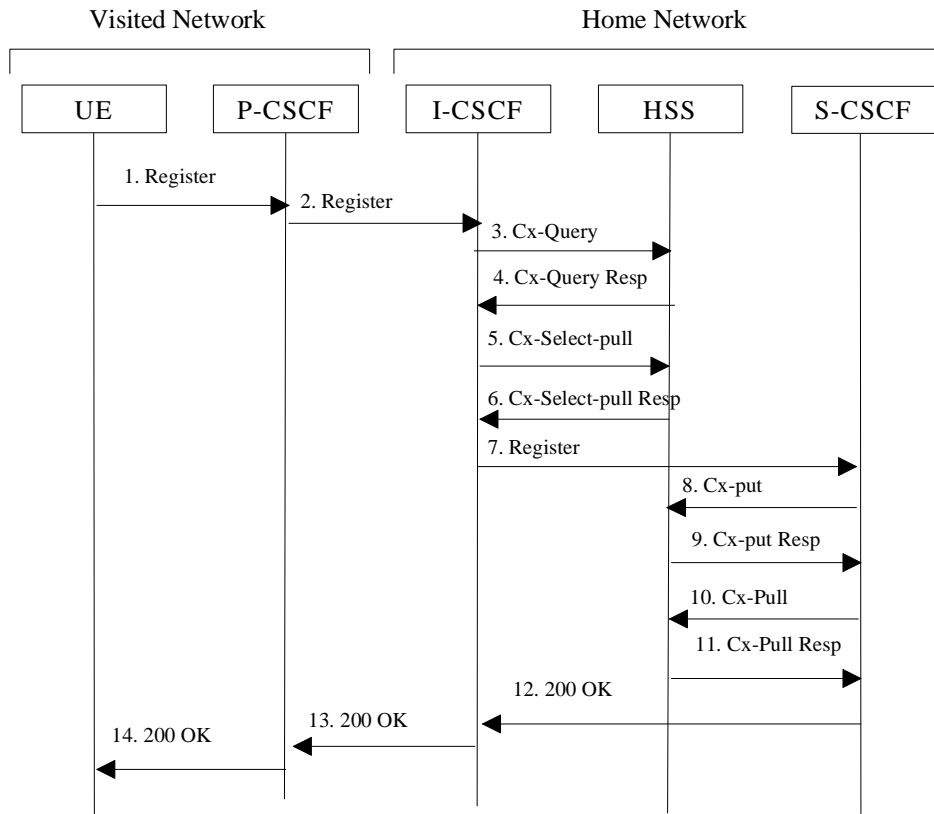 Visited Network
Home Network
UE
P-CSCF
I-CSCF
HSS
S-CSCF
1. Register
2. Register
3. Cx-Query
4. Cx-Query Resp
5. Cx-Select-pull
6. Cx-Select-pull Resp
7. Register
8. Cx-put
9. Cx-put Resp
10. Cx-Pull
11. Cx-Pull Resp
12. 200 OK
13. 200 OK
14. 200 OK